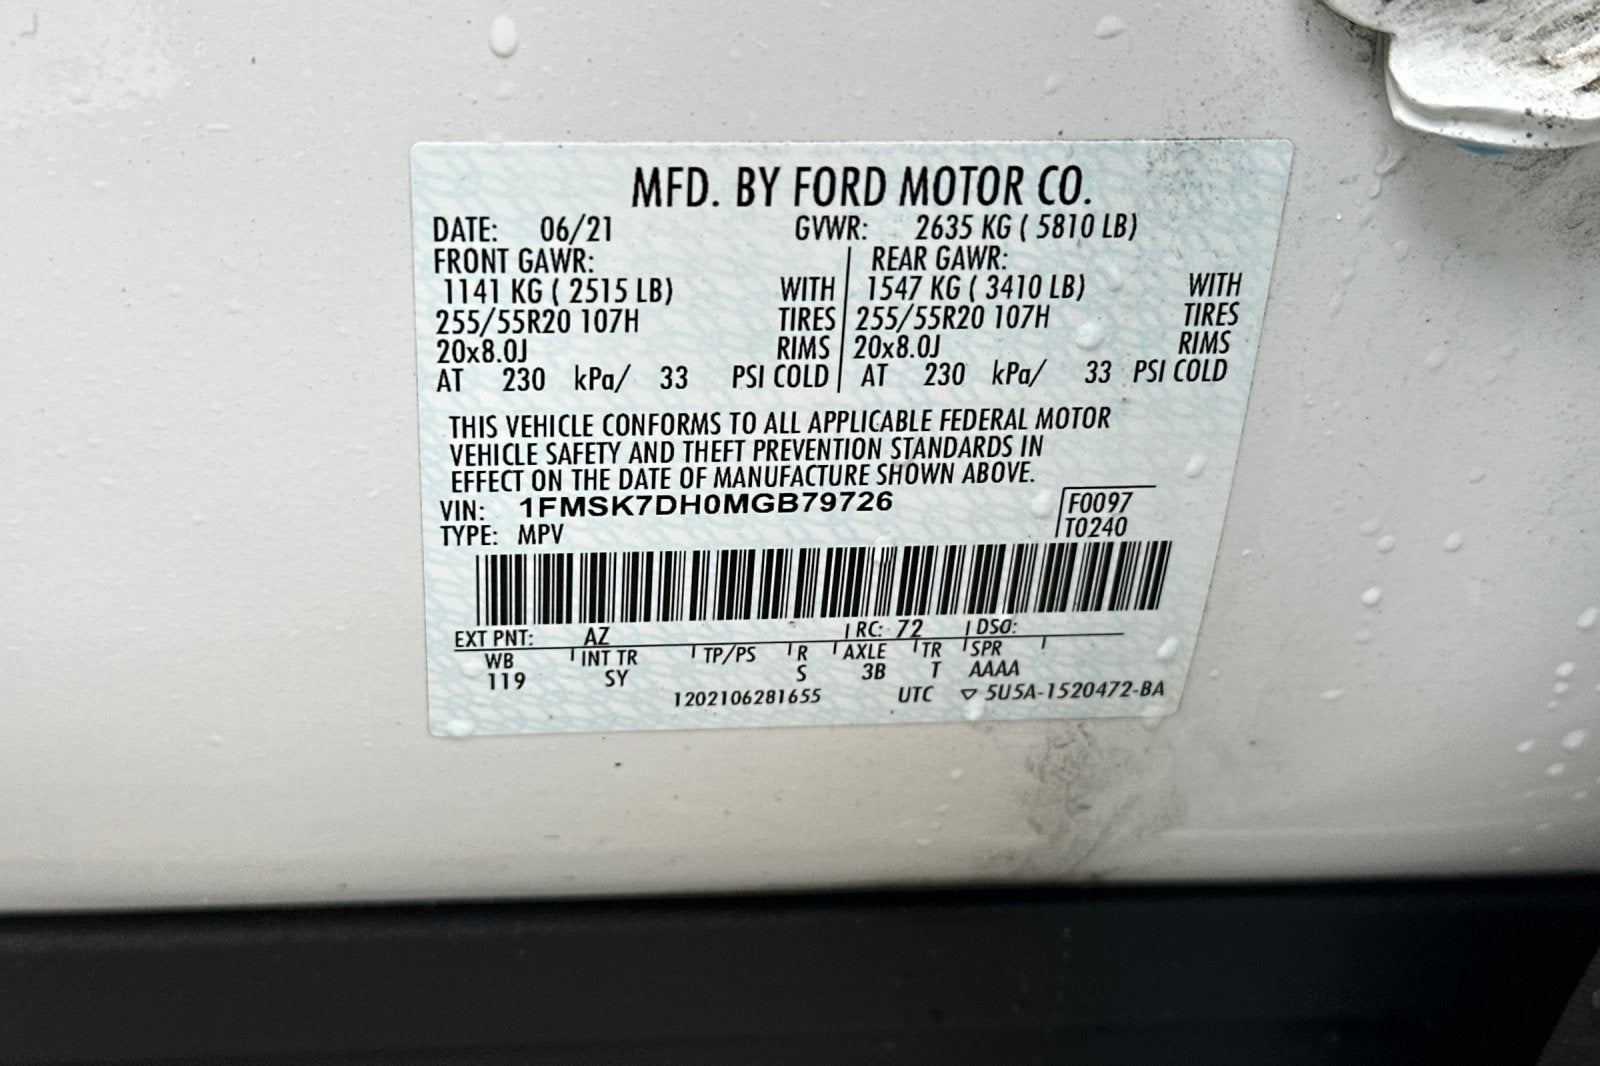 MFD. BY FORD MOTOR CO.
DATE: 06/21 GVWR: 2635 KG ( 5810 LB)
FRONT GAWR: REAR GAWR:
1141 KG ( 2515 LB) WITH 1547 KG ( 3410 LB) WITH
255/55R20 107H TIRES 255/55R20 107H TIRES
20x8.0J RIMS 20x8.0J RIMS
AT 230 kPa/ 33 PSI COLD AT 230 kPa/ 33 PSI COLD
THIS VEHICLE CONFORMS TO ALL APPLICABLE FEDERAL MOTOR
VEHICLE SAFETY AND THEFT PREVENTION STANDARDS IN
EFFECT ON THE DATE OF MANUFACTURE SHOWN ABOVE.
VIN: 1FMSK7DH0MGB79726 F0097
TYPE: MPV T0240
EXT PNT: AZ RC: 72 DSO:
WB INT TR TP/PS R AXLE TR SPR
119 SY S 3B T AAAA
1202106281655 UTC ▽ 5U5A-1520472-BA